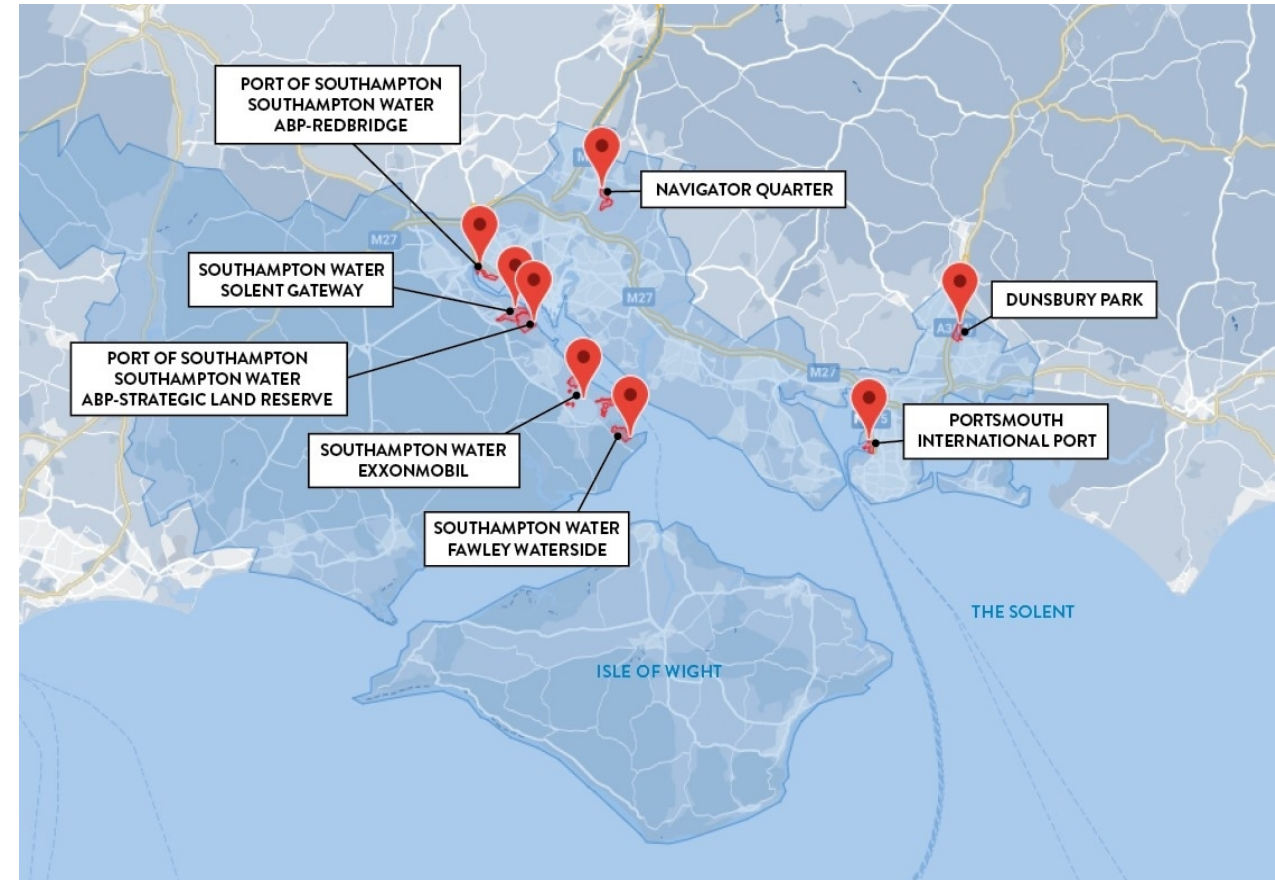 PORT OF SOUTHAMPTON
SOUTHAMPTON WATER
ABP-REDBRIDGE
NAVIGATOR QUARTER
M27
SOUTHAMPTON WATER
SOLENT GATEWAY
M27
DUNSBURY PARK
PORT OF SOUTHAMPTON
SOUTHAMPTON WATER
ABP-STRATEGIC LAND RESERVE
M27
PORTSMOUTH
INTERNATIONAL PORT
SOUTHAMPTON WATER
EXXONMOBIL
SOUTHAMPTON WATER
FAWLEY WATERSIDE
THE SOLENT
ISLE OF WIGHT